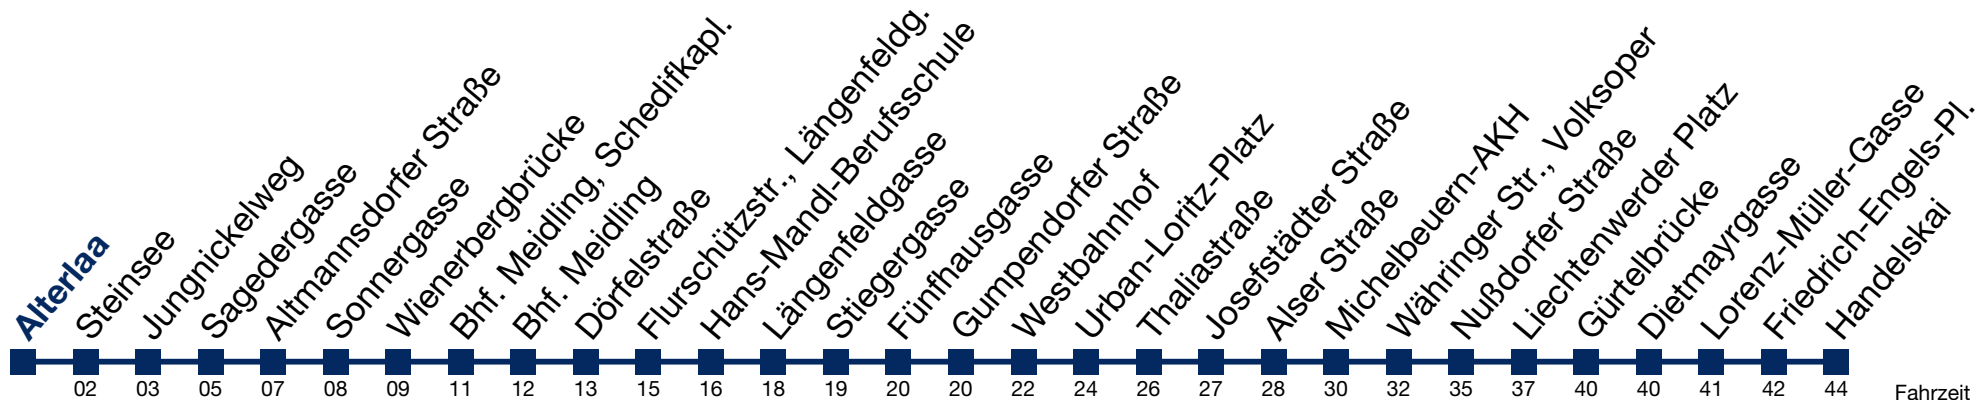 Alterlaa
Steinsee
Jungnickelweg
Sagedergasse
Altmannsdorfer Straße
Sonnergasse
Wienerbergbrücke
Bhf. Meidling, Schedifkapl.
Bhf. Meidling
Dörfelstraße
Flurschützstr., Längenfeldg.
Hans-Mandl-Berufsschule
Längenfeldgasse
Stiegergasse
Fünfhausgasse
Gumpendorfer Straße
Westbahnhof
Urban-Loritz-Platz
Thaliastraße
Josefstädter Straße
Alser Straße
Michelbeuern-AKH
Währinger Str., Volksoper
Nußdorfer Straße
Liechtenwerder Platz
Gürtelbrücke
Dietmayrgasse
Lorenz-Müller-Gasse
Friedrich-Engels-Pl.
Handelskai
02 03 05 07 08 09 11 12 13 15 16 18 19 20 20 22 24 26 27 28 30 32 35 37 40 40 41 42 44 Fahrzeit